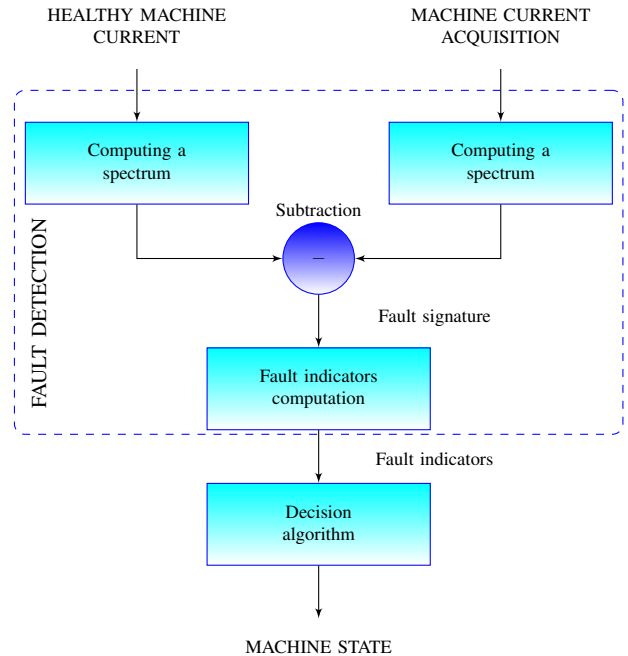 HEALTHY MACHINE
CURRENT
MACHINE CURRENT
ACQUISITION
Computing a
spectrum
Computing a
spectrum
Subtraction
−
FAULT DETECTION
Fault signature
Fault indicators
computation
Fault indicators
Decision
algorithm
MACHINE STATE